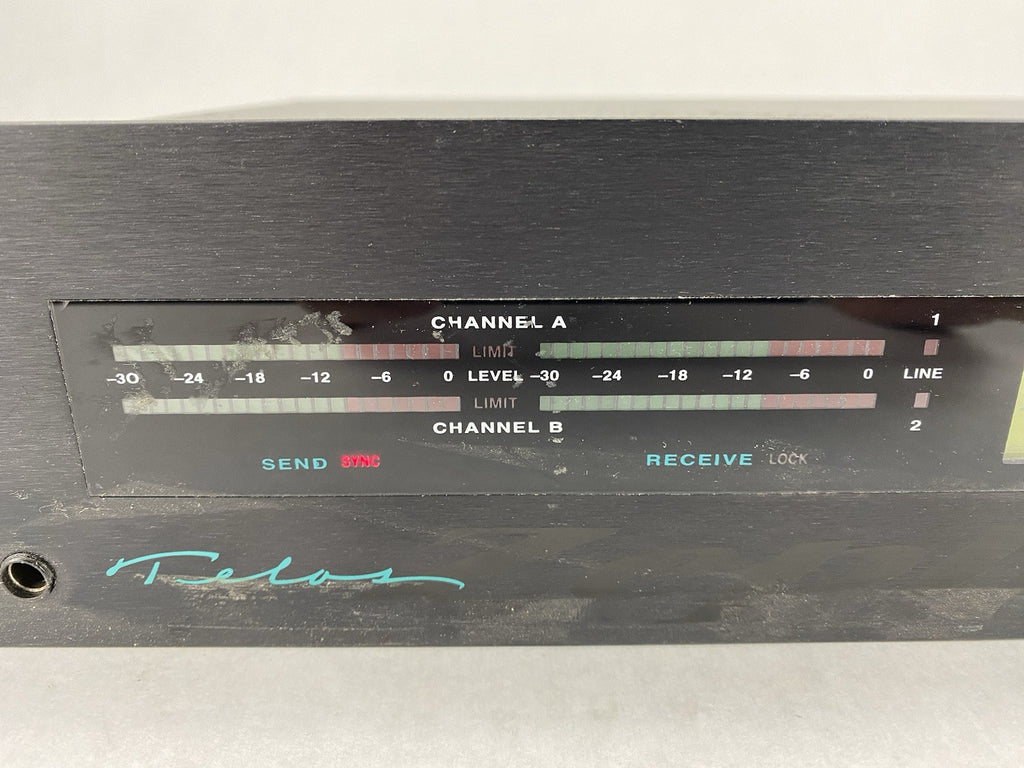 CHANNEL A 1
LIMIT
–30 –24 –18 –12 –6 0 LEVEL –30 –24 –18 –12 –6 0 LINE
LIMIT
CHANNEL B 2
SEND SYNC RECEIVE LOCK
Telos